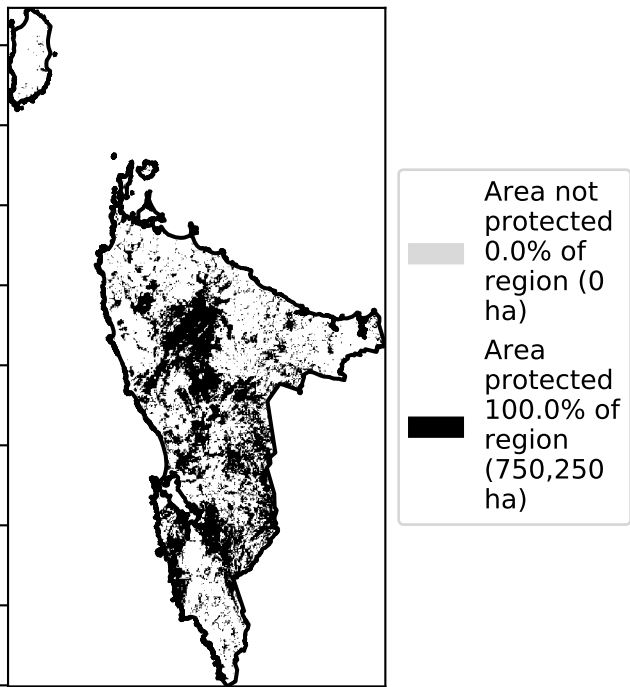 Area not
protected
0.0% of
region (0
ha)
Area
protected
100.0% of
region
(750,250
ha)